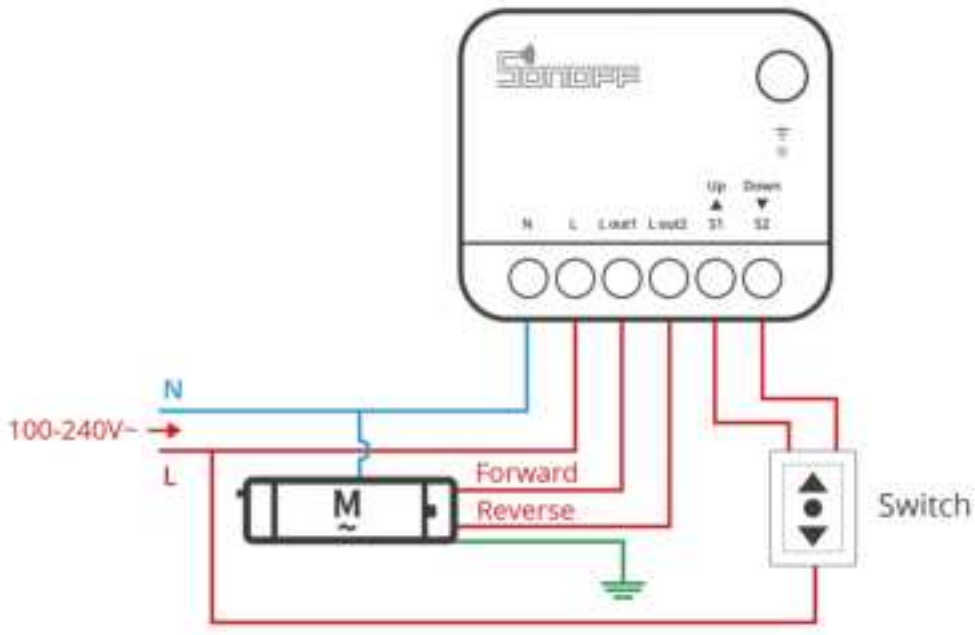 SONOFF
Up Down
N L L out1 L out2 S1 S2
N
100-240V~
L
Forward
M
~
Reverse
Switch